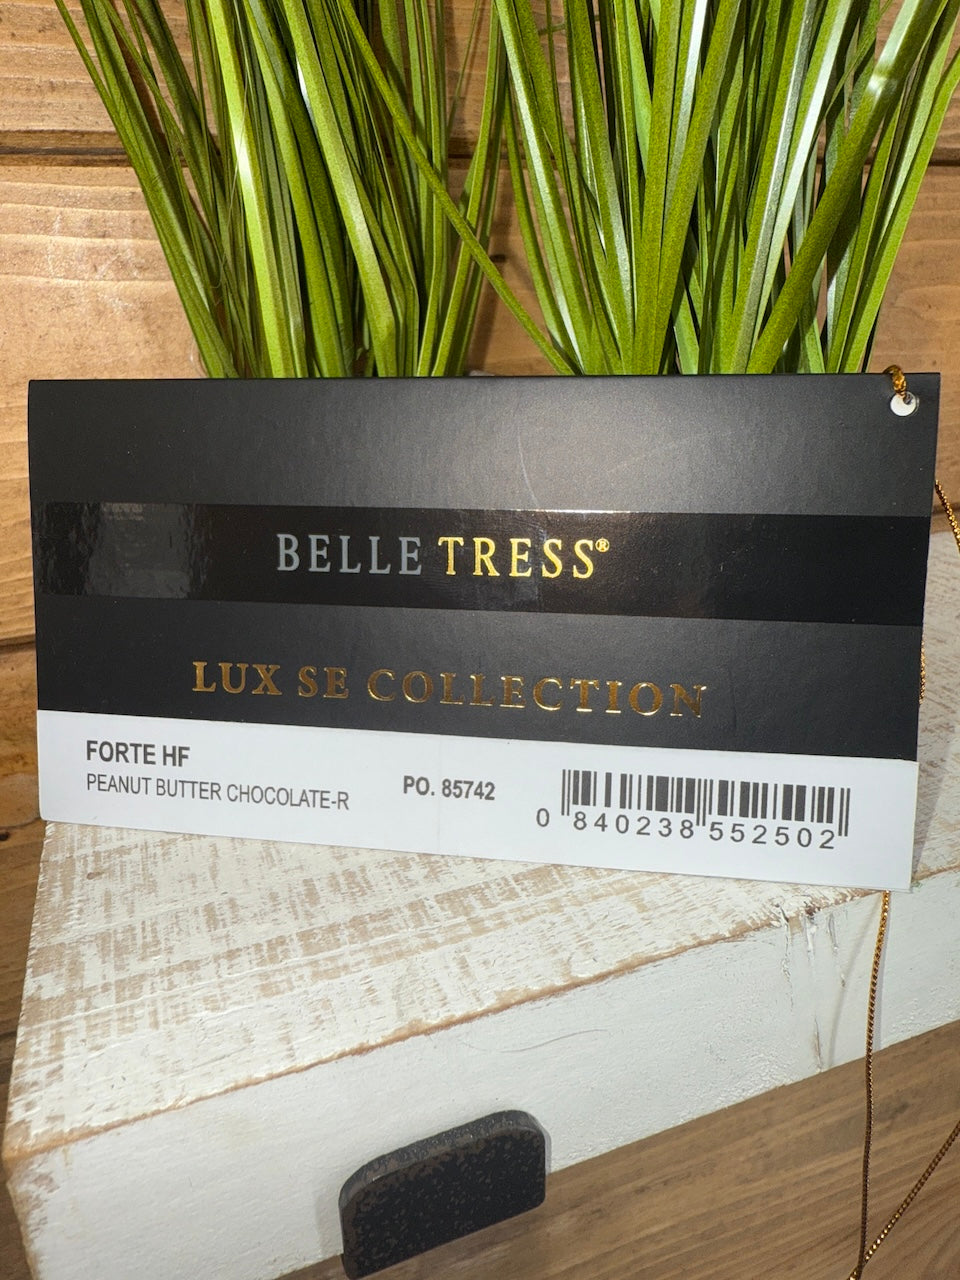 BELLE TRESS®
LUX SE COLLECTION
FORTE HF
PEANUT BUTTER CHOCOLATE-R
PO. 85742
0 840238 552502